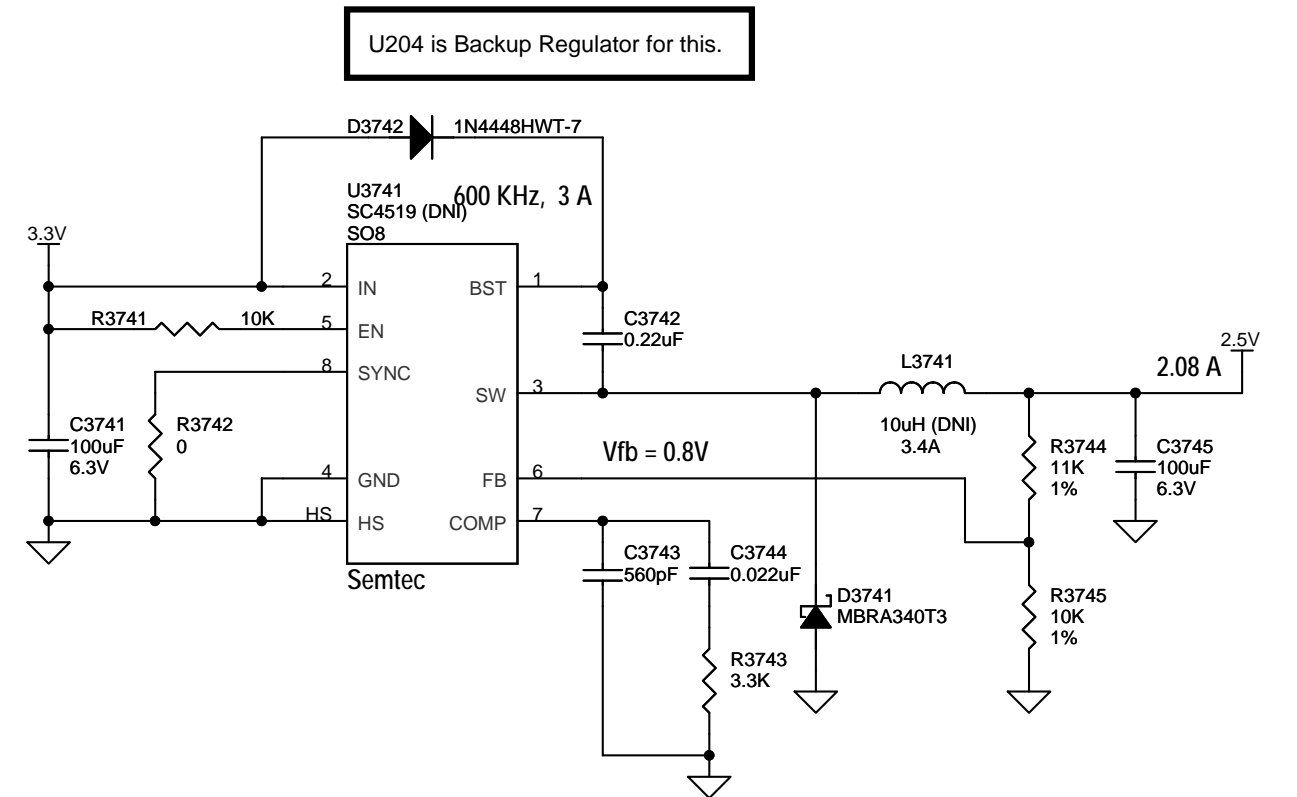 U204 is Backup Regulator for this.
D3742
1N4448HWT-7
U3741
600 KHz, 3 A
SC4519 (DNI)
SO8
3.3V
2
IN
BST
1
R3741
10K
5
EN
C3742
0.22uF
8
SYNC
SW
3
L3741
10uH (DNI)
3.4A
2.5V
2.08 A
C3741
100uF
6.3V
R3742
0
Vfb = 0.8V
4
GND
FB
6
R3744
11K
1%
C3745
100uF
6.3V
HS
HS
COMP
7
Semtec
C3743
560pF
C3744
0.022uF
D3741
MBRA340T3
R3745
10K
1%
R3743
3.3K